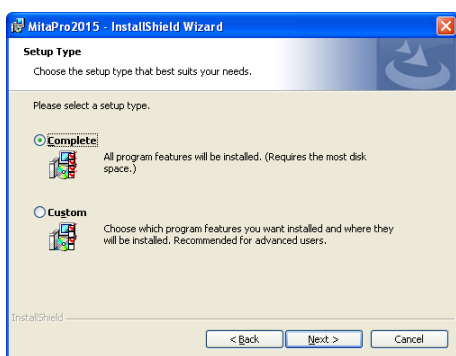 MitaPro2015 - InstallShield Wizard
Setup Type
Choose the setup type that best suits your needs.
Please select a setup type.
Complete
All program features will be installed. (Requires the most disk
space.)
Custom
Choose which program features you want installed and where they
will be installed. Recommended for advanced users.
InstallShield
< Back
Next >
Cancel